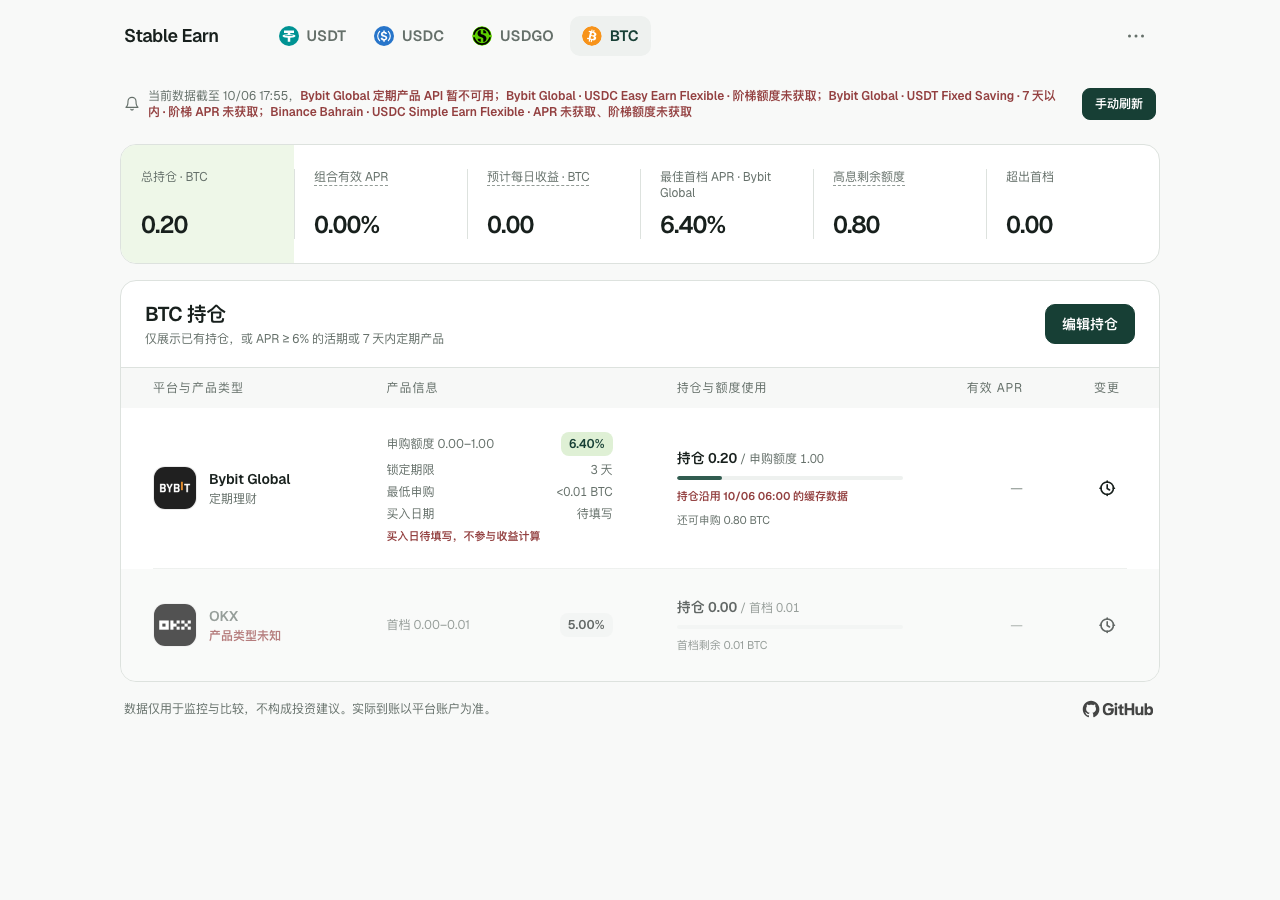 Stable Earn
USDT
USDC
USDGO
BTC
当前数据截至 10/06 17:55，Bybit Global 定期产品 API 暂不可用；Bybit Global · USDC Easy Earn Flexible · 阶梯额度未获取；Bybit Global · USDT Fixed Saving · 7 天以
内 · 阶梯 APR 未获取；Binance Bahrain · USDC Simple Earn Flexible · APR 未获取、阶梯额度未获取
手动刷新
总持仓 · BTC
0.20
组合有效 APR
0.00%
预计每日收益 · BTC
0.00
最佳首档 APR · Bybit
Global
6.40%
高息剩余额度
0.80
超出首档
0.00
BTC 持仓
仅展示已有持仓，或 APR ≥ 6% 的活期或 7 天内定期产品
编辑持仓
平台与产品类型
产品信息
持仓与额度使用
有效 APR
变更
BYBIT
Bybit Global
定期理财
申购额度 0.00–1.00
6.40%
锁定期限
3 天
最低申购
<0.01 BTC
买入日期
待填写
买入日待填写，不参与收益计算
持仓 0.20 / 申购额度 1.00
持仓沿用 10/06 06:00 的缓存数据
还可申购 0.80 BTC
—
OKX
OKX
产品类型未知
首档 0.00–0.01
5.00%
持仓 0.00 / 首档 0.01
首档剩余 0.01 BTC
—
数据仅用于监控与比较，不构成投资建议。实际到账以平台账户为准。
GitHub